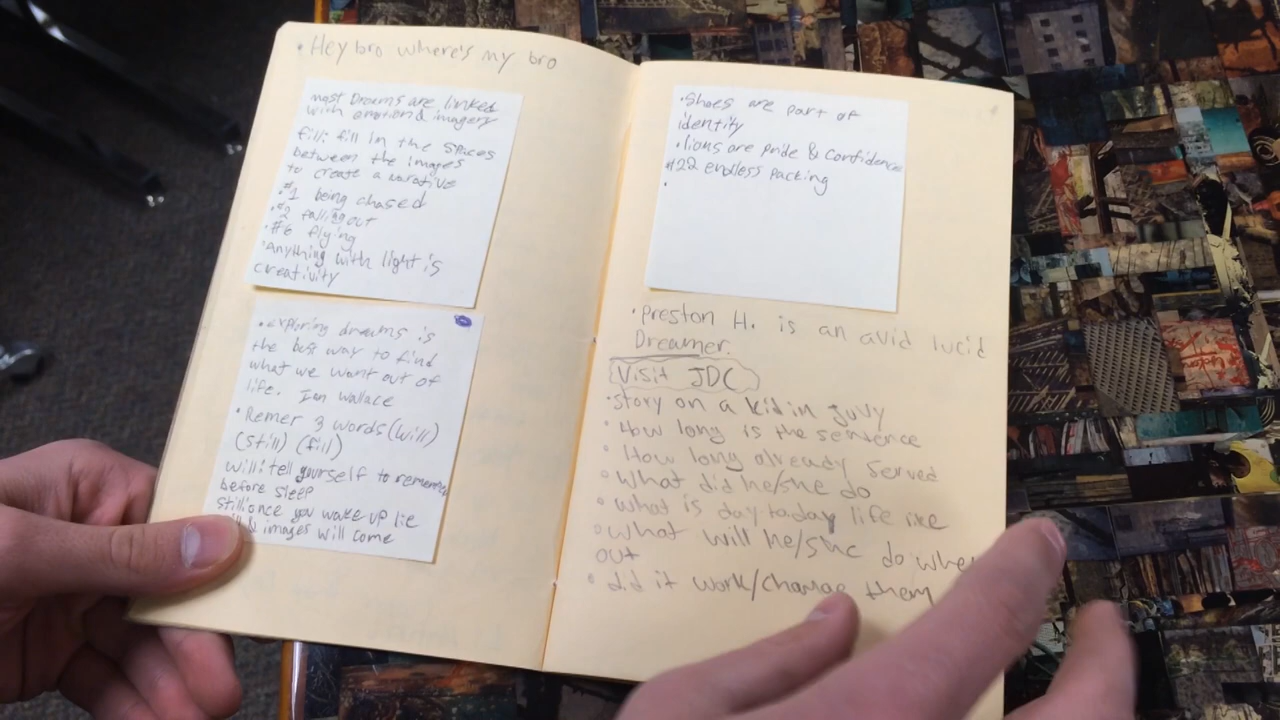 • Hey bro where's my bro
most Dreams are linked
with emotion & imagery
fill: fill in the spaces
between the images
to create a narative
• #1 being chased
• #2 falling out
• #6 flying
• Anything with light is
creativity
• exploring dreams is
the best way to find
what we want out of
life. Ian Wallace
• Remer 3 words (will)
(still) (fill)
will: tell yourself to remember
before sleep
still: once you wake up lie
& images will come
• Shoes are part of
identity
• lions are pride & Confidence
#22 endless packing
•
• Preston H. is an avid lucid
Dreamer.
Visit JDC
• story on a kid in juvy
• How long is the sentence
• How long already Served
• What did he/she do
• what is day-to-day life like
• what will he/she do when
out
• did it work/change them